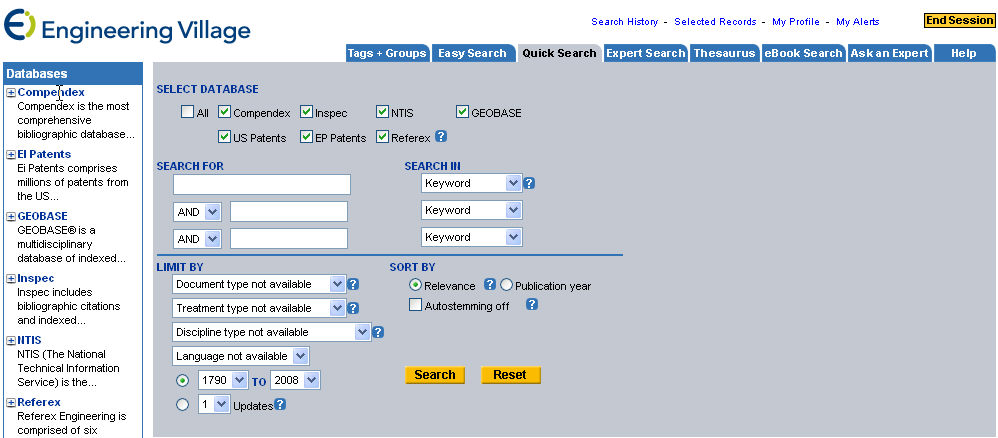 Ei Engineering Village
Search History - Selected Records - My Profile - My Alerts
End Session
Tags + Groups Easy Search Quick Search Expert Search Thesaurus eBook Search Ask an Expert Help
Databases
Compendex
Compendex is the most
comprehensive
bibliographic database...
EI Patents
Ei Patents comprises
millions of patents from
the US...
GEOBASE
GEOBASE® is a
multidisciplinary
database of indexed...
Inspec
Inspec includes
bibliographic citations
and indexed...
NTIS
NTIS (The National
Technical Information
Service) is the...
Referex
Referex Engineering is
comprised of six
SELECT DATABASE
All Compendex Inspec NTIS GEOBASE
US Patents EP Patents Referex ?
SEARCH FOR SEARCH IN
Keyword ?
AND Keyword
AND Keyword
LIMIT BY SORT BY
Document type not available ? Relevance ? Publication year
Treatment type not available ? Autostemming off ?
Discipline type not available ?
Language not available
1790 TO 2008
1 Updates ?
Search Reset